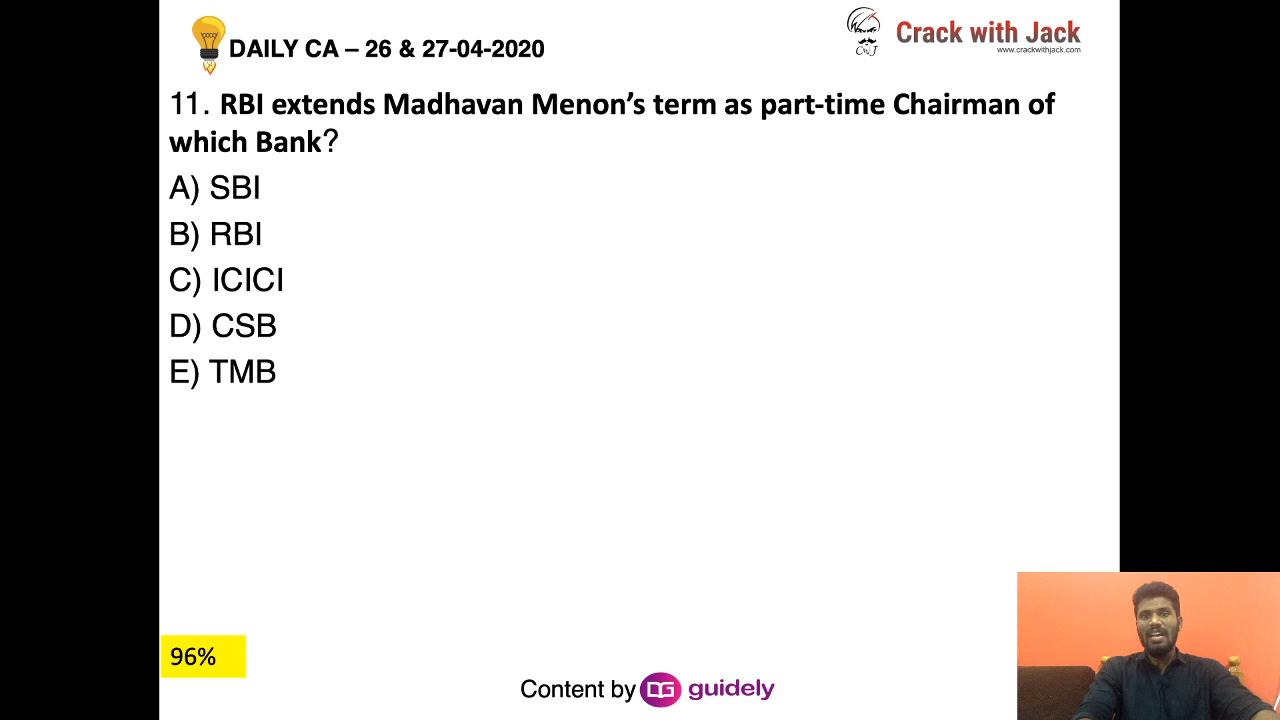 DAILY CA – 26 & 27-04-2020
Crack with Jack
www.crackwithjack.com
CwJ
11. RBI extends Madhavan Menon’s term as part-time Chairman of
which Bank?
A) SBI
B) RBI
C) ICICI
D) CSB
E) TMB
96%
Content by guidely